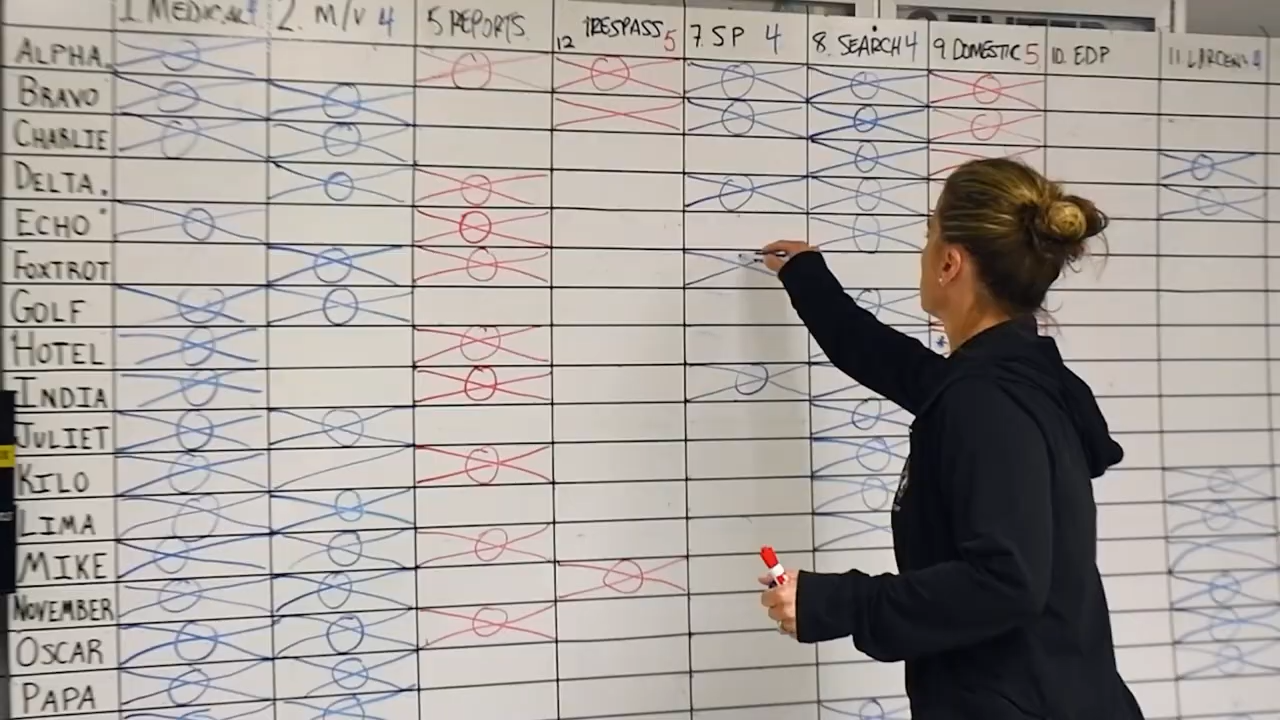 1. MEDICAL 4
2. M/V 4
5 REPORTS
12 TRESPASS 5
7. SP 4
8. SEARCH 4
9. DOMESTIC 5
10. EDP
11. LARCENY 4
ALPHA.
BRAVO
CHARLIE
DELTA.
ECHO
FOXTROT
GOLF
HOTEL
INDIA
JULIET
KILO
LIMA
MIKE
NOVEMBER
OSCAR
PAPA